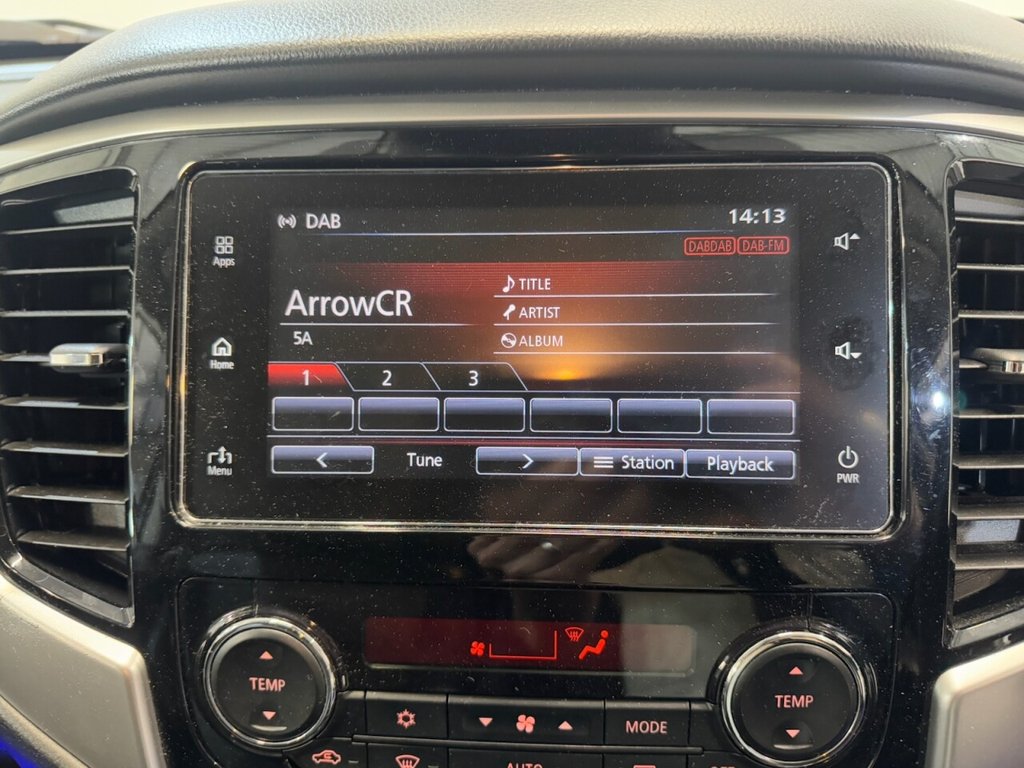 DAB 14:13
Apps
DABDAB DAB-FM
TITLE
ArrowCR
ARTIST
5A
ALBUM
Home
1 2 3
Menu
< Tune > Station Playback
PWR
TEMP
TEMP
MODE
AUTO